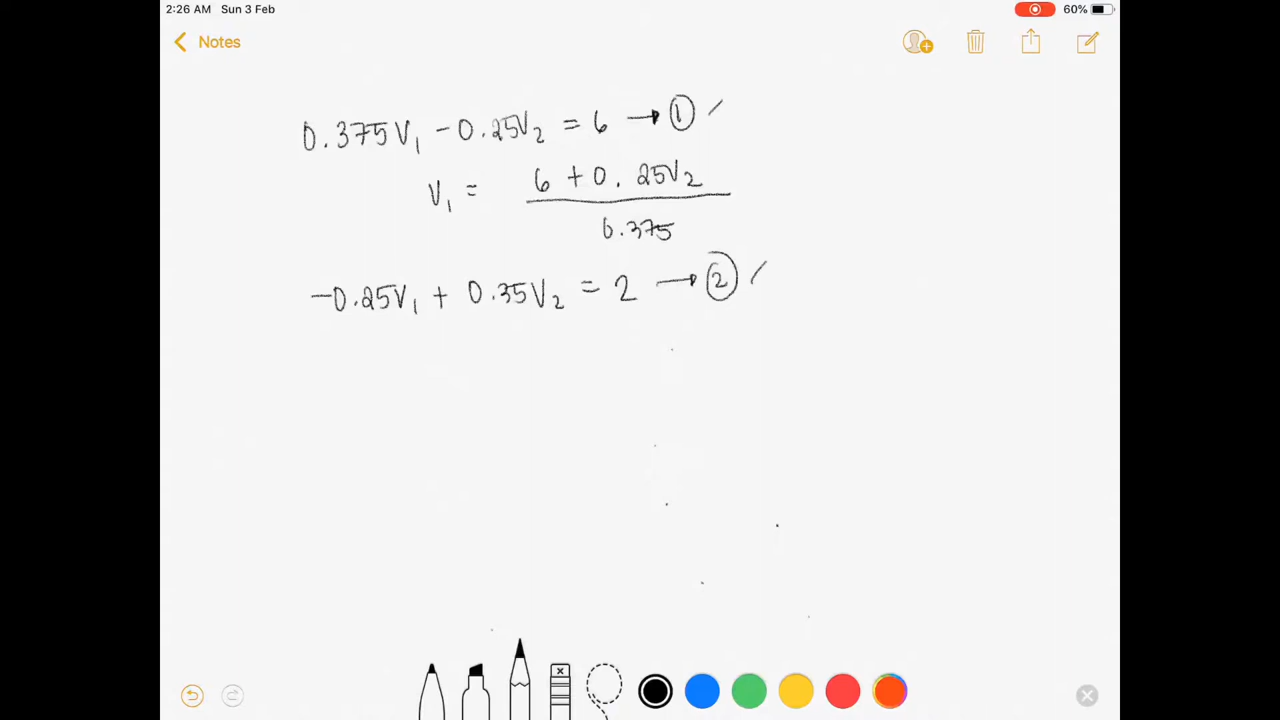 2:26 AM Sun 3 Feb 60%
Notes
0.375V₁ - 0.25V₂ = 6 → ①
V₁ = 6 + 0.25V₂
0.375
-0.25V₁ + 0.35V₂ = 2 → ②